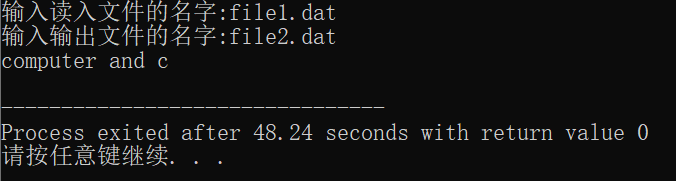 输入读入文件的名字:file1.dat
输入输出文件的名字:file2.dat
computer and c
--------------------------------
Process exited after 48.24 seconds with return value 0
请按任意键继续. . .